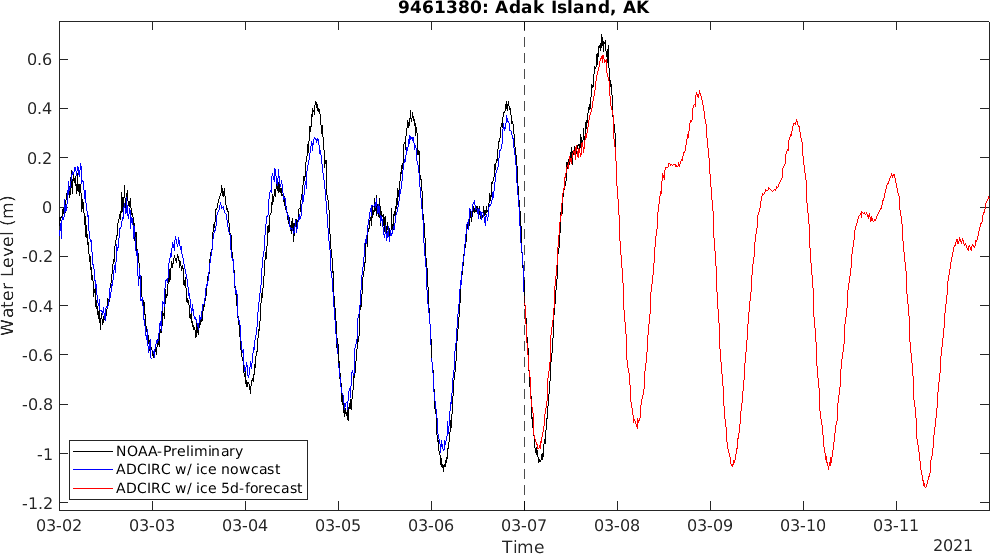 9461380: Adak Island, AK
Water Level (m)
0.6
0.4
0.2
0
-0.2
-0.4
-0.6
-0.8
-1
-1.2
NOAA-Preliminary
ADCIRC w/ ice nowcast
ADCIRC w/ ice 5d-forecast
03-02 03-03 03-04 03-05 03-06 03-07 03-08 03-09 03-10 03-11
Time
2021